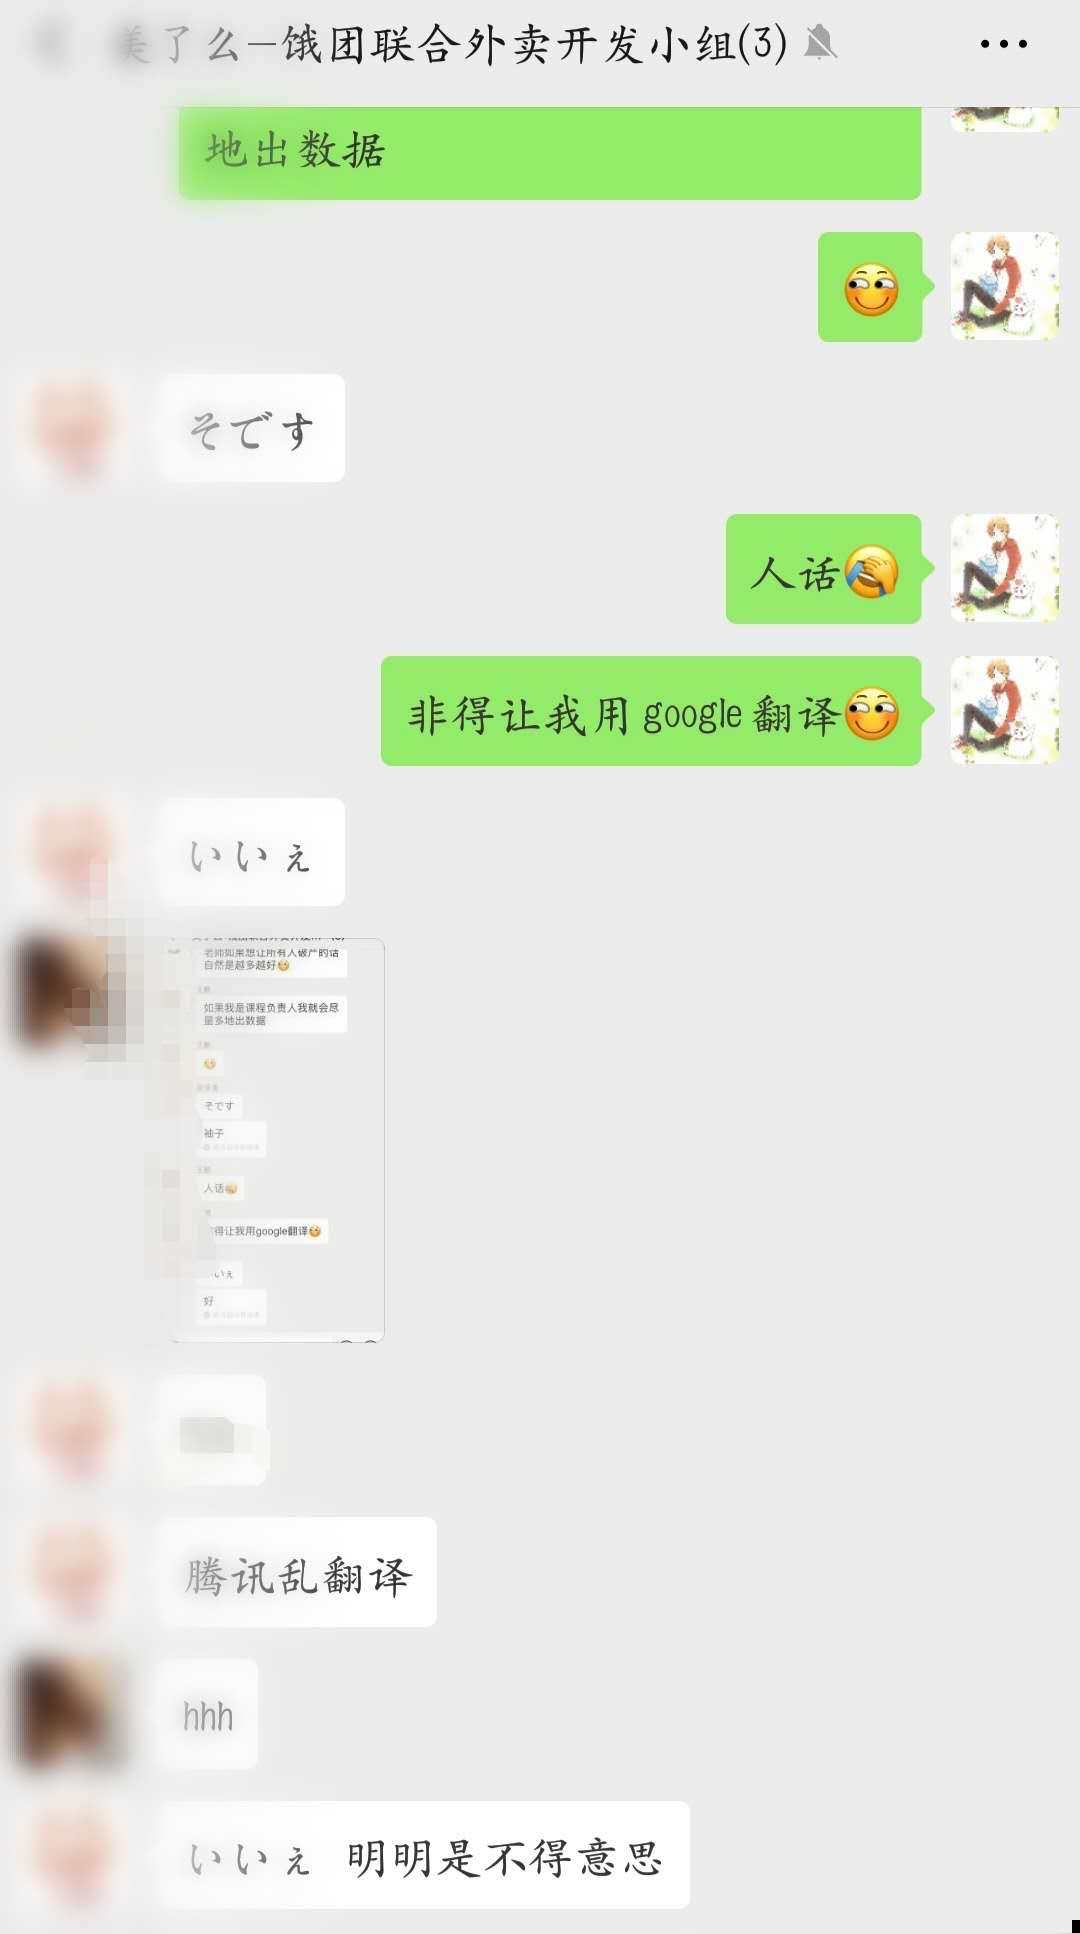 美了么—饿团联合外卖开发小组(3)
地出数据
そです
人话
非得让我用google翻译
いいぇ
老师如果想让所有人破产的话
自然是越多越好
如果我是课程负责人我就会尽
量多地出数据
そです
袖子
人话
得让我用google翻译
いぇ
好
腾讯乱翻译
hhh
いいぇ 明明是不得意思